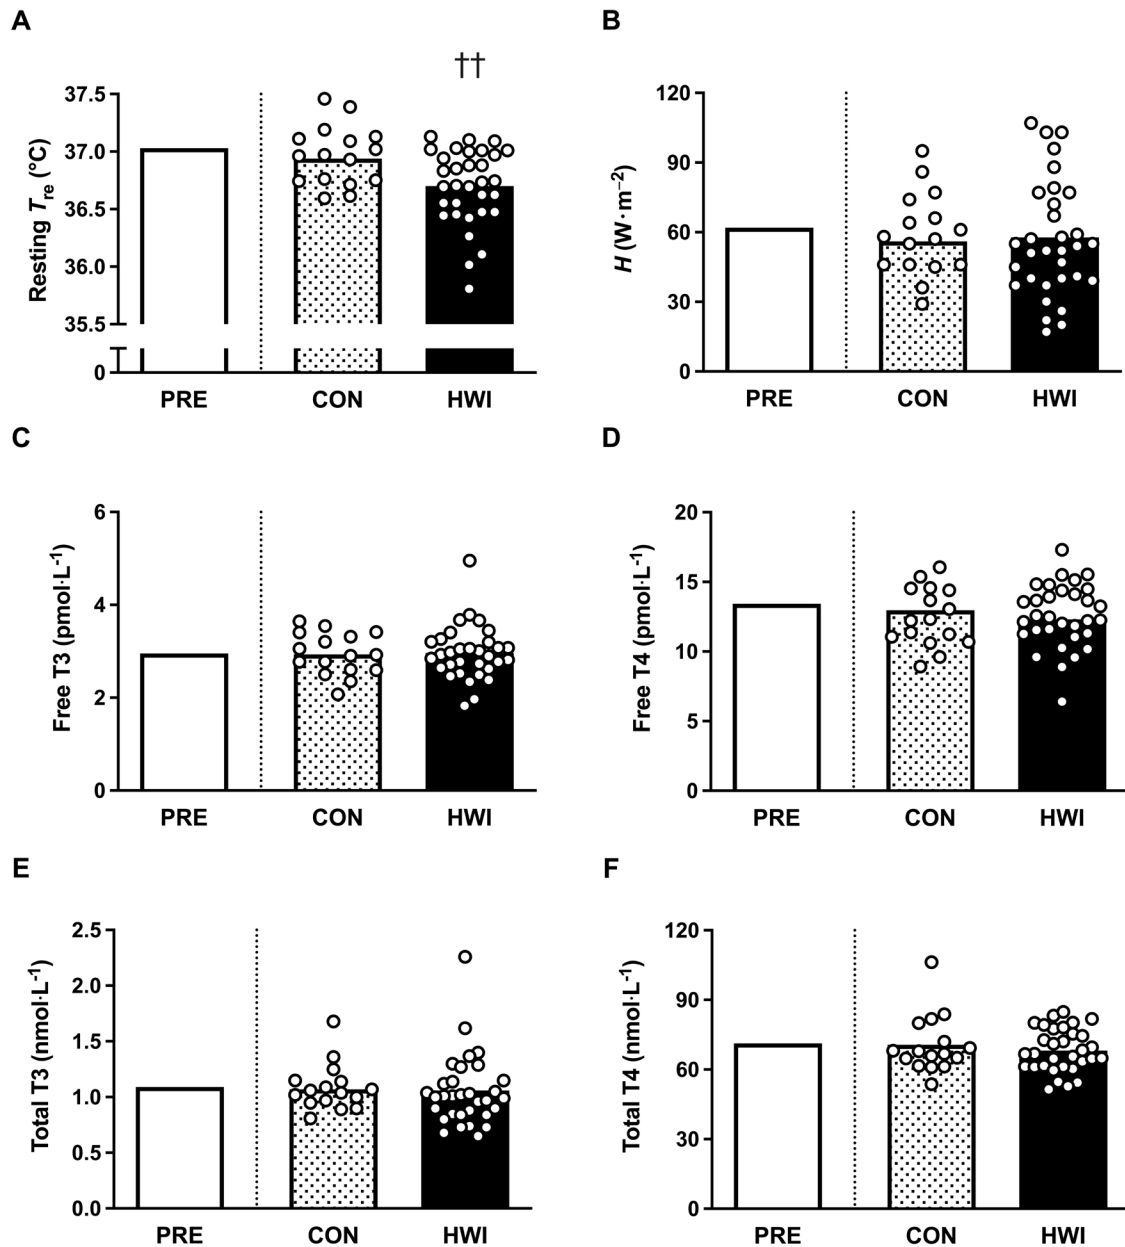 A
B
††
Resting Tre (°C)
37.5
37.0
36.5
36.0
35.5
0
PRE
CON
HWI
H (W·m−2)
120
90
60
30
0
PRE
CON
HWI
C
D
Free T3 (pmol·L-1)
6
4
2
0
PRE
CON
HWI
Free T4 (pmol·L-1)
20
15
10
5
0
PRE
CON
HWI
E
F
Total T3 (nmol·L-1)
2.5
2.0
1.5
1.0
0.5
0.0
PRE
CON
HWI
Total T4 (nmol·L-1)
120
90
60
30
0
PRE
CON
HWI